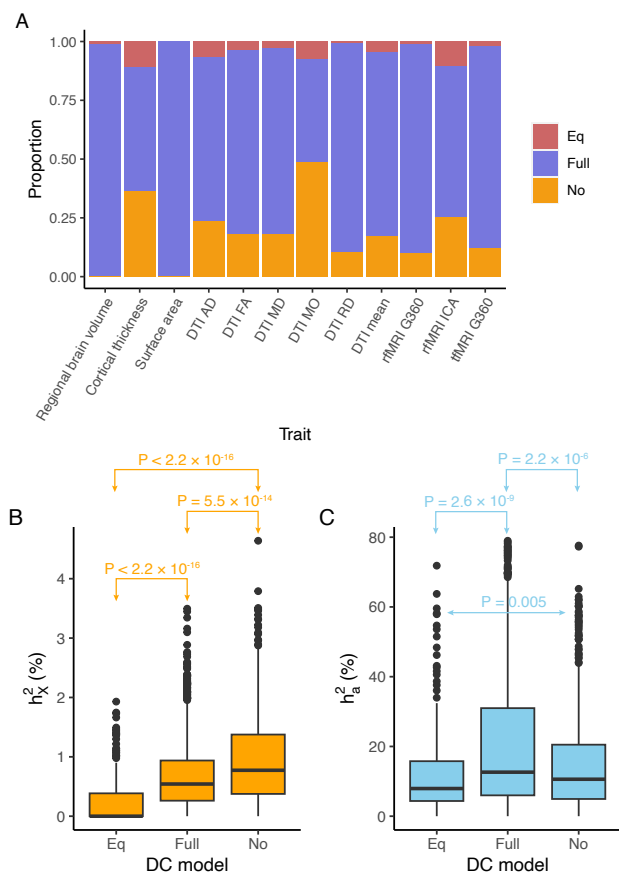 A
1.00
0.75
0.50
0.25
0.00
Proportion
Eq
Full
No
Regional brain volume
Cortical thickness
Surface area
DTI AD
DTI FA
DTI MD
DTI MO
DTI RD
DTI mean
rfMRI G360
rfMRI ICA
tfMRI G360
Trait
B
P < 2.2 × 10⁻¹⁶
P = 5.5 × 10⁻¹⁴
P < 2.2 × 10⁻¹⁶
4
3
2
1
0
h²X (%)
Eq
Full
No
DC model
C
P = 2.2 × 10⁻⁶
P = 2.6 × 10⁻⁹
P = 0.005
80
60
40
20
0
h²a (%)
Eq
Full
No
DC model